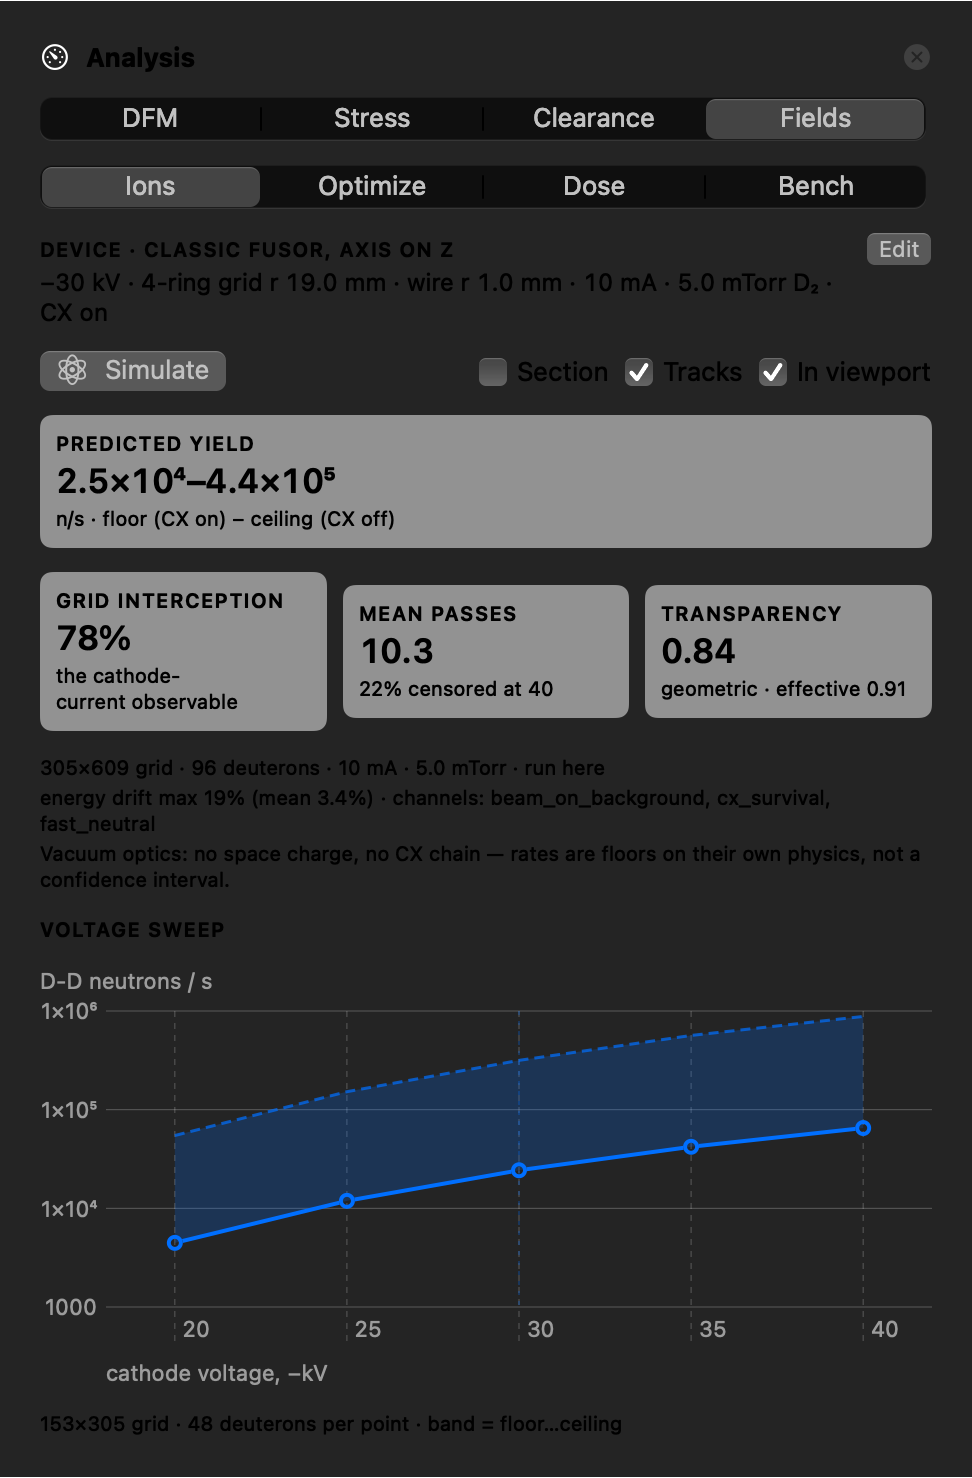 Analysis
DFM
Stress
Clearance
Fields
Ions
Optimize
Dose
Bench
DEVICE · CLASSIC FUSOR, AXIS ON Z
Edit
−30 kV · 4-ring grid r 19.0 mm · wire r 1.0 mm · 10 mA · 5.0 mTorr D₂ ·
CX on
Simulate
Section
Tracks
In viewport
PREDICTED YIELD
2.5×10⁴–4.4×10⁵
n/s · floor (CX on) – ceiling (CX off)
GRID INTERCEPTION
78%
the cathode-
current observable
MEAN PASSES
10.3
22% censored at 40
TRANSPARENCY
0.84
geometric · effective 0.91
305×609 grid · 96 deuterons · 10 mA · 5.0 mTorr · run here
energy drift max 19% (mean 3.4%) · channels: beam_on_background, cx_survival,
fast_neutral
Vacuum optics: no space charge, no CX chain — rates are floors on their own physics, not a
confidence interval.
VOLTAGE SWEEP
D-D neutrons / s
1×10⁶
1×10⁵
1×10⁴
1000
20
25
30
35
40
cathode voltage, −kV
153×305 grid · 48 deuterons per point · band = floor…ceiling